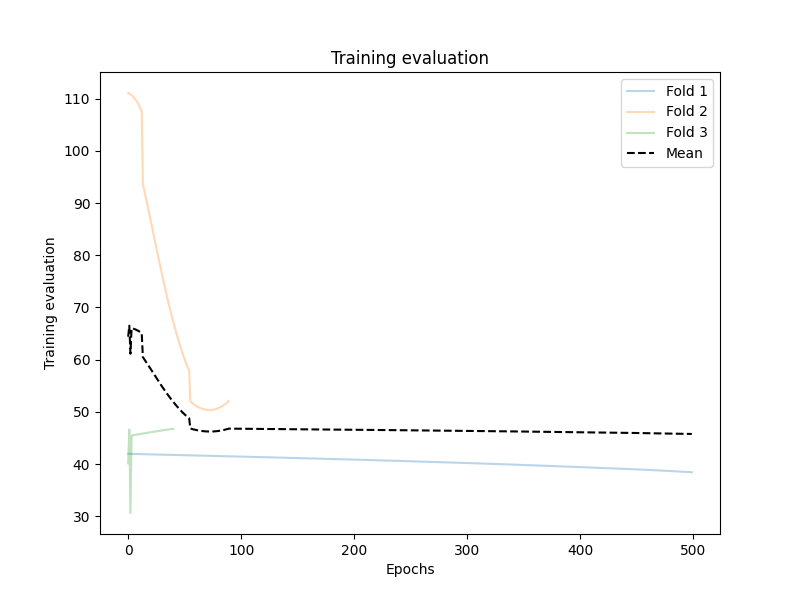 Training evaluation
Fold 1
Fold 2
Fold 3
Mean
Training evaluation
110
100
90
80
70
60
50
40
30
0 100 200 300 400 500
Epochs